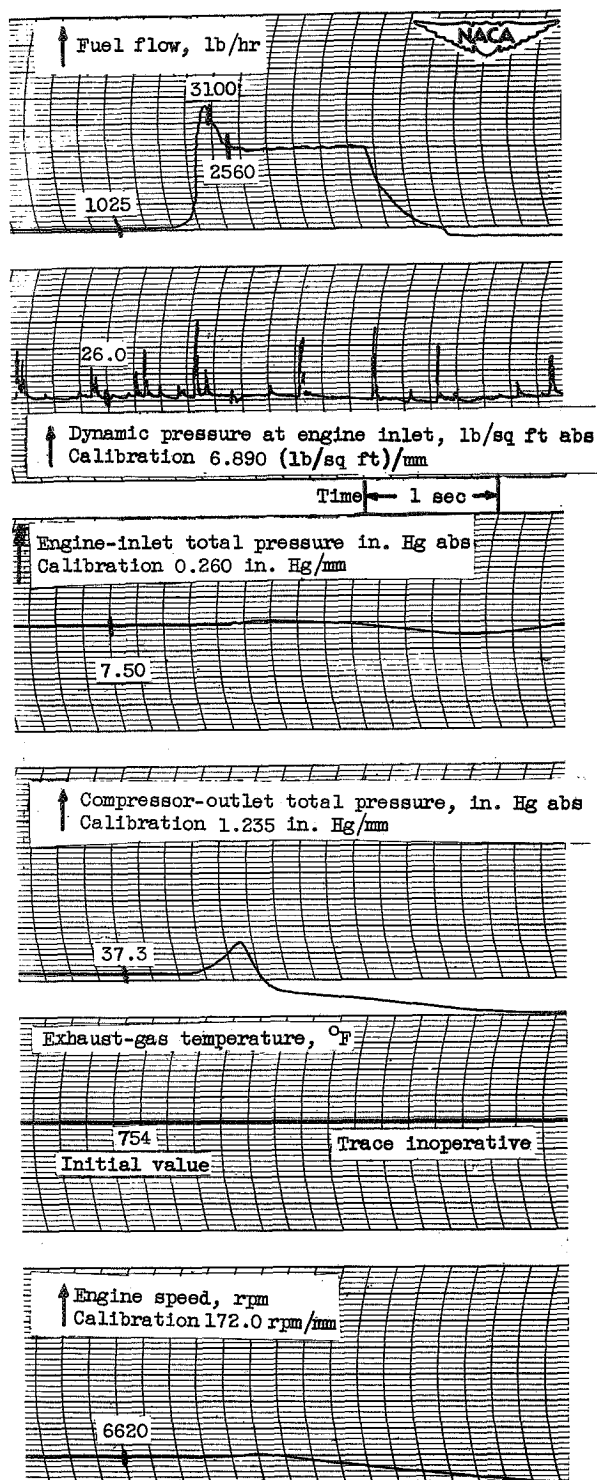 Fuel flow, lb/hr
NACA
3100
2560
1025
26.0
Dynamic pressure at engine inlet, lb/sq ft abs
Calibration 6.890 (lb/sq ft)/mm
Time 1 sec
Engine-inlet total pressure in. Hg abs
Calibration 0.260 in. Hg/mm
7.50
Compressor-outlet total pressure, in. Hg abs
Calibration 1.235 in. Hg/mm
37.3
Exhaust-gas temperature, °F
754
Initial value
Trace inoperative
Engine speed, rpm
Calibration 172.0 rpm/mm
6620